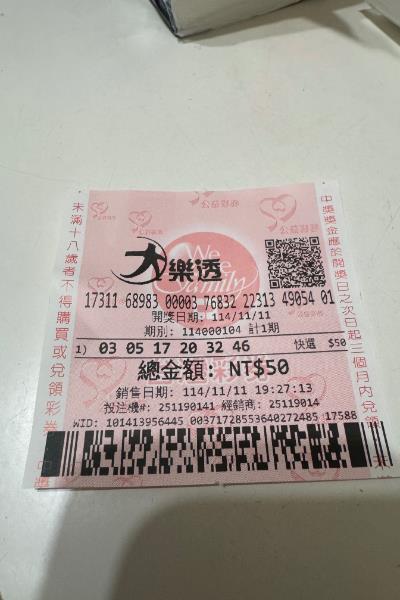 公益彩券
We Are Family
大樂透
17311 68983 00003 76832 22313 49054 01
開獎日期: 114/11/11
期別: 114000104 計1期
1) 03 05 17 20 32 46 快選 $50
總金額: NT$50
銷售日期: 114/11/11 19:27:13
投注機#: 251190141 經銷商: 25119014
WID: 101413956445 00371728553640272485 17588
未滿十八歲者不得購買或兌領彩券
中獎獎金應於開獎日之次日起三個月內兌領